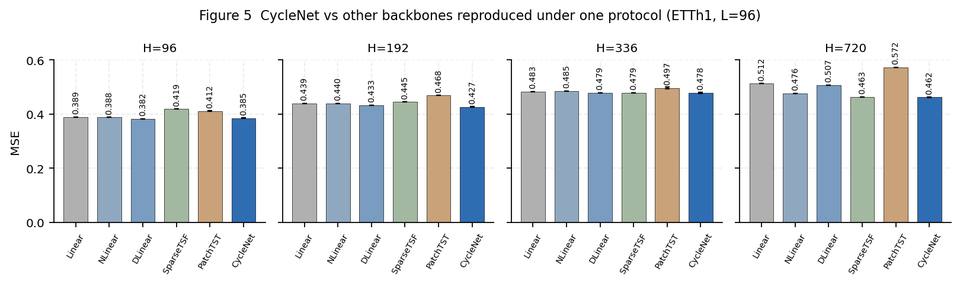 Figure 5  CycleNet vs other backbones reproduced under one protocol (ETTh1, L=96)
H=96
H=192
H=336
H=720
MSE
0.6
0.4
0.2
0.0
0.389
0.388
0.382
0.419
0.412
0.385
0.439
0.440
0.433
0.445
0.468
0.427
0.483
0.485
0.479
0.479
0.497
0.478
0.512
0.476
0.507
0.463
0.572
0.462
Linear
NLinear
DLinear
SparseTSF
PatchTST
CycleNet
Linear
NLinear
DLinear
SparseTSF
PatchTST
CycleNet
Linear
NLinear
DLinear
SparseTSF
PatchTST
CycleNet
Linear
NLinear
DLinear
SparseTSF
PatchTST
CycleNet